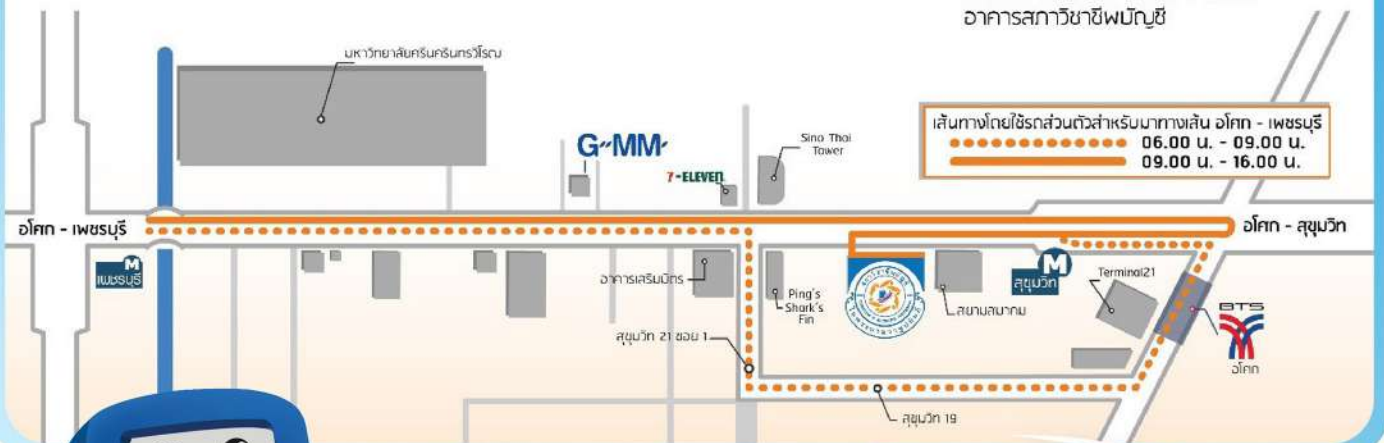 อาคารสภาวิชาชีพบัญชี
มหาวิทยาลัยศรีนครินทรวิโรฒ
เส้นทางโดยใช้รถส่วนตัวสำหรับมาทางเส้น อโศก - เพชรบุรี
06.00 น. - 09.00 น.
09.00 น. - 16.00 น.
G"MM'
7-ELEVEN
Sino Thai
Tower
อโศก - เพชรบุรี
อโศก - สุขุมวิท
M
เพชรบุรี
อาคารเสริมมิตร
Ping's
Shark's
Fin
สยามสมาคม
M
สุขุมวิท
Terminal21
BTS
อโศก
สุขุมวิท 21 ซอย 1
สุขุมวิท 19